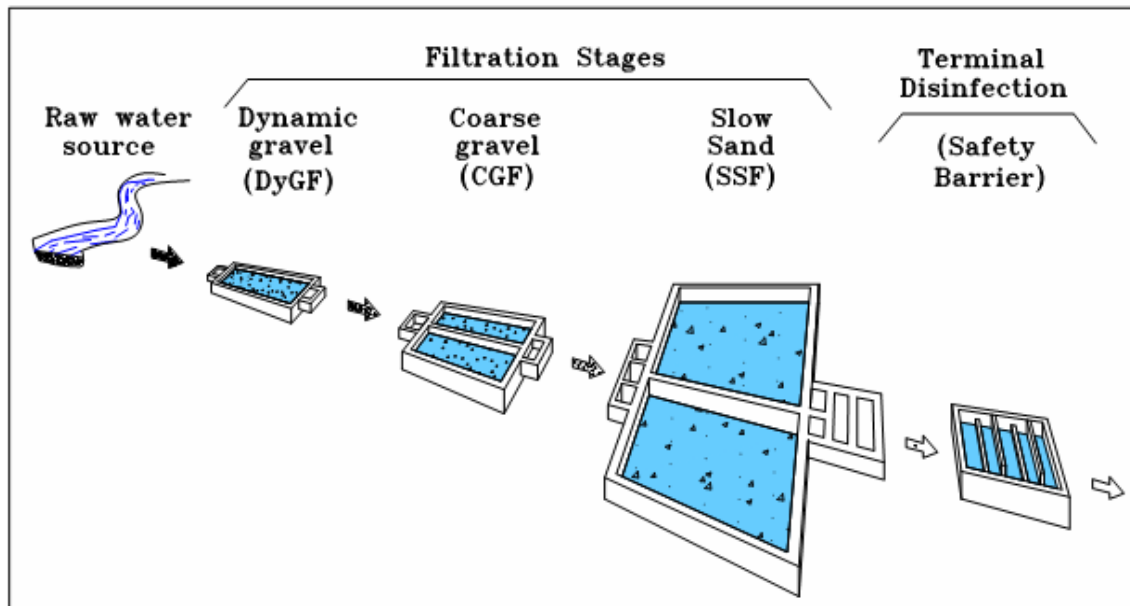 Filtration Stages
Terminal
Disinfection
Raw water
source
Dynamic
gravel
(DyGF)
Coarse
gravel
(CGF)
Slow
Sand
(SSF)
(Safety
Barrier)